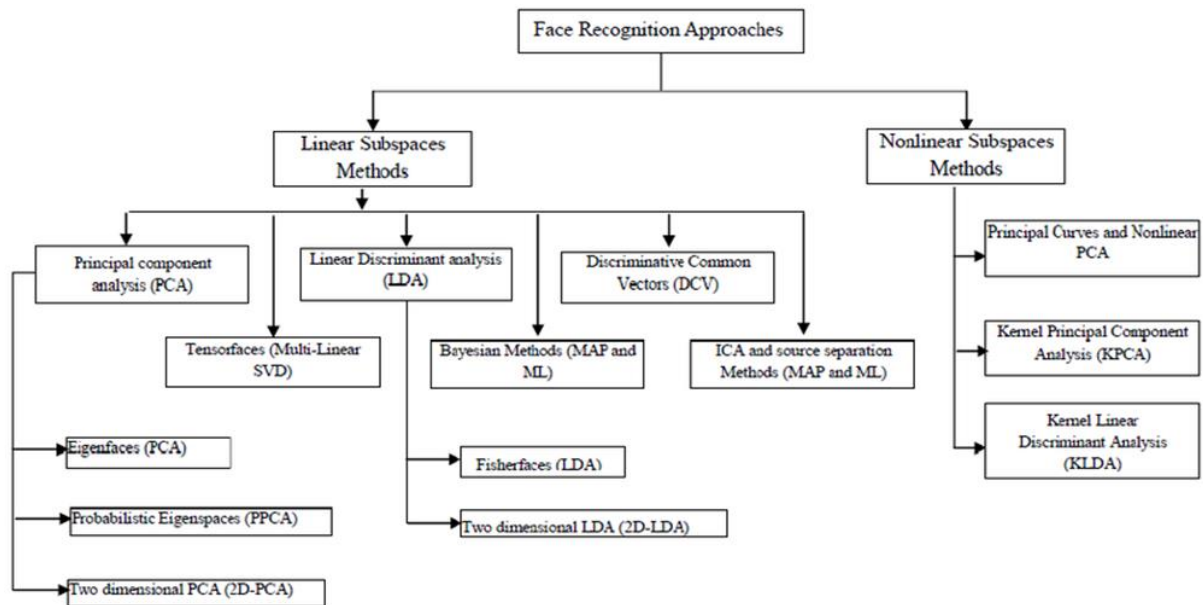 Face Recognition Approaches
Linear Subspaces
Methods
Nonlinear Subspaces
Methods
Principal component
analysis (PCA)
Linear Discriminant analysis
(LDA)
Discriminative Common
Vectors (DCV)
Principal Curves and Nonlinear
PCA
Tensorfaces (Multi-Linear
SVD)
Bayesian Methods (MAP and
ML)
ICA and source separation
Methods (MAP and ML)
Kernel Principal Component
Analysis (KPCA)
Kernel Linear
Discriminant Analysis
(KLDA)
Eigenfaces (PCA)
Fisherfaces (LDA)
Probabilistic Eigenspaces (PPCA)
Two dimensional LDA (2D-LDA)
Two dimensional PCA (2D-PCA)